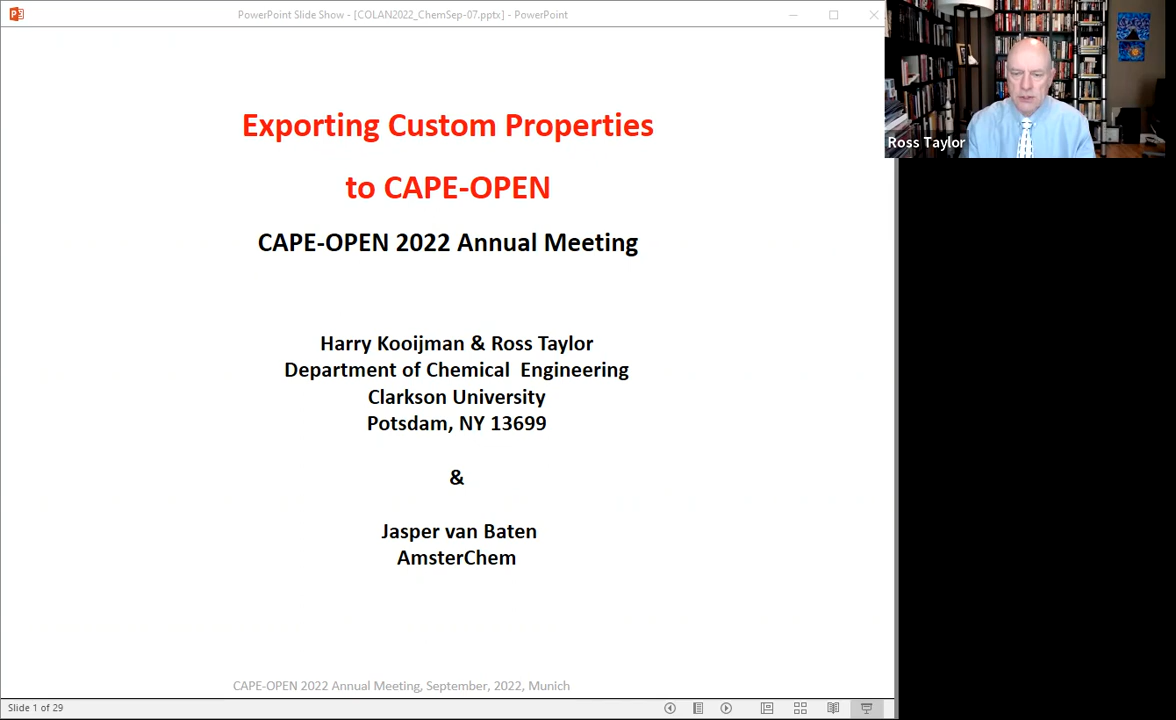 PowerPoint Slide Show - [COLAN2022_ChemSep-07.pptx] - PowerPoint
Exporting Custom Properties
to CAPE-OPEN
CAPE-OPEN 2022 Annual Meeting
Harry Kooijman & Ross Taylor
Department of Chemical Engineering
Clarkson University
Potsdam, NY 13699
&
Jasper van Baten
AmsterChem
CAPE-OPEN 2022 Annual Meeting, September, 2022, Munich
Slide 1 of 29
Ross Taylor